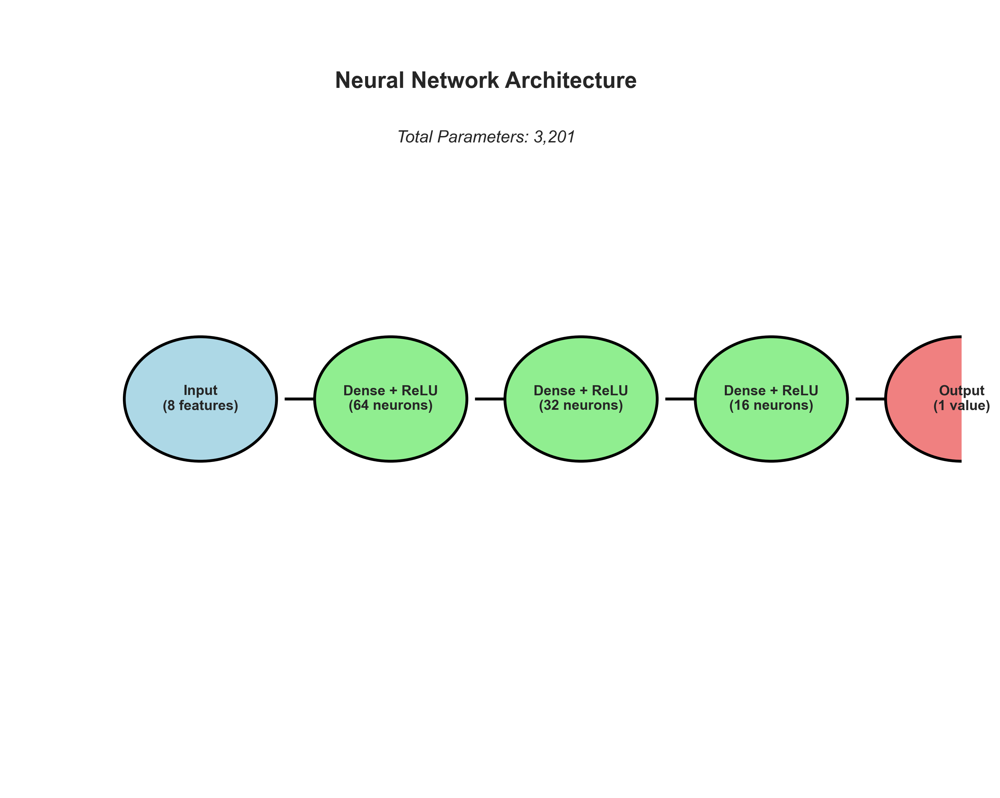 Neural Network Architecture
Total Parameters: 3,201
Input
(8 features)
Dense + ReLU
(64 neurons)
Dense + ReLU
(32 neurons)
Dense + ReLU
(16 neurons)
Output
(1 value)